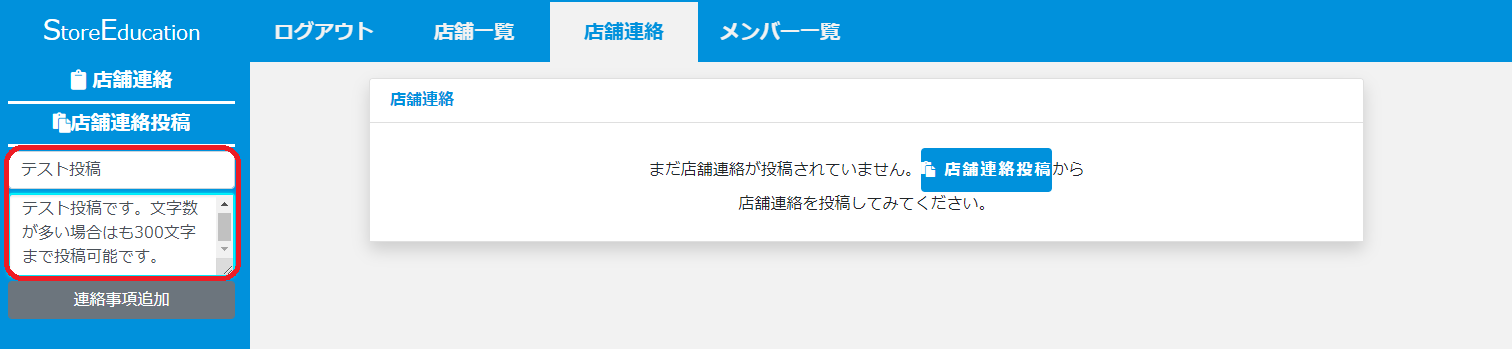 StoreEducation
ログアウト
店舗一覧
店舗連絡
メンバー一覧
店舗連絡
店舗連絡投稿
テスト投稿
テスト投稿です。文字数
が多い場合はも300文字
まで投稿可能です。
連絡事項追加
店舗連絡
まだ店舗連絡が投稿されていません。 店舗連絡投稿から
店舗連絡を投稿してみてください。